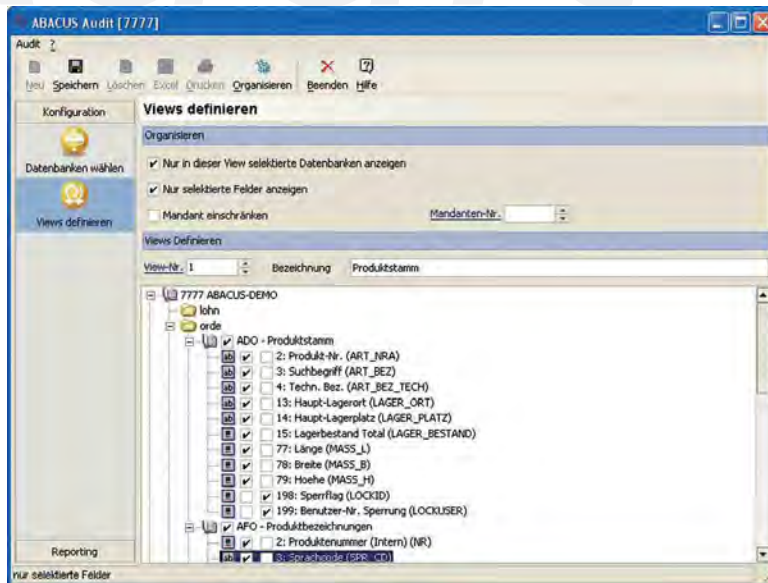 ABACUS Audit [7777]
Audit ?
Neu Speichern Löschen Excel Drucken Organisieren Beenden Hilfe
Konfiguration
Datenbanken wählen
Views definieren
Reporting
Views definieren
Organisieren
Nur in dieser View selektierte Datenbanken anzeigen
Nur selektierte Felder anzeigen
Mandant einschränken Mandanten-Nr.
Views Definieren
View-Nr. 1 Bezeichnung Produktstamm
7777 ABACUS-DEMO
lohn
orde
ADO - Produktstamm
2: Produkt-Nr. (ART_NRA)
3: Suchbegriff (ART_BEZ)
4: Techn. Bez. (ART_BEZ_TECH)
13: Haupt-Lagerort (LAGER_ORT)
14: Haupt-Lagerplatz (LAGER_PLATZ)
15: Lagerbestand Total (LAGER_BESTAND)
77: Länge (MASS_L)
78: Breite (MASS_B)
79: Hoehe (MASS_H)
198: Sperrflag (LOCKID)
199: Benutzer-Nr. Sperrung (LOCKUSER)
AFO - Produktbezeichnungen
2: Produktenummer (Intern) (NR)
3: Sprachcode (SPR_CD)
nur selektierte Felder